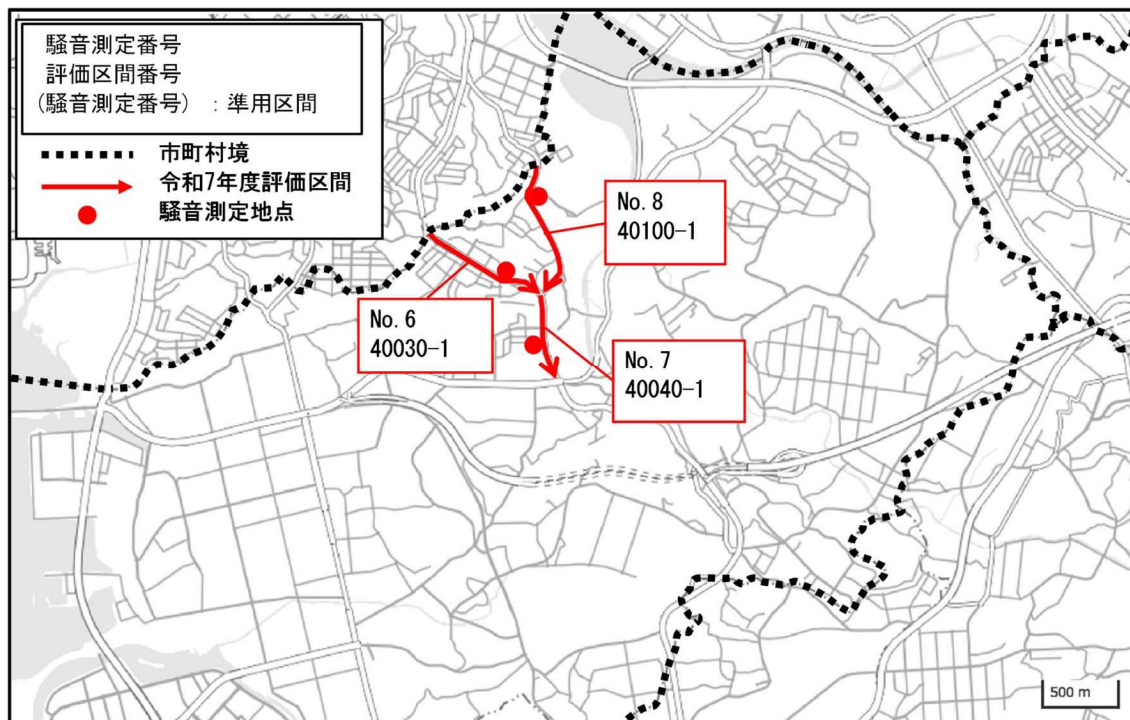 騒音測定番号
評価区間番号
(騒音測定番号) : 準用区間
市町村境
令和7年度評価区間
騒音測定地点
No. 8
40100-1
No. 6
40030-1
No. 7
40040-1
500 m